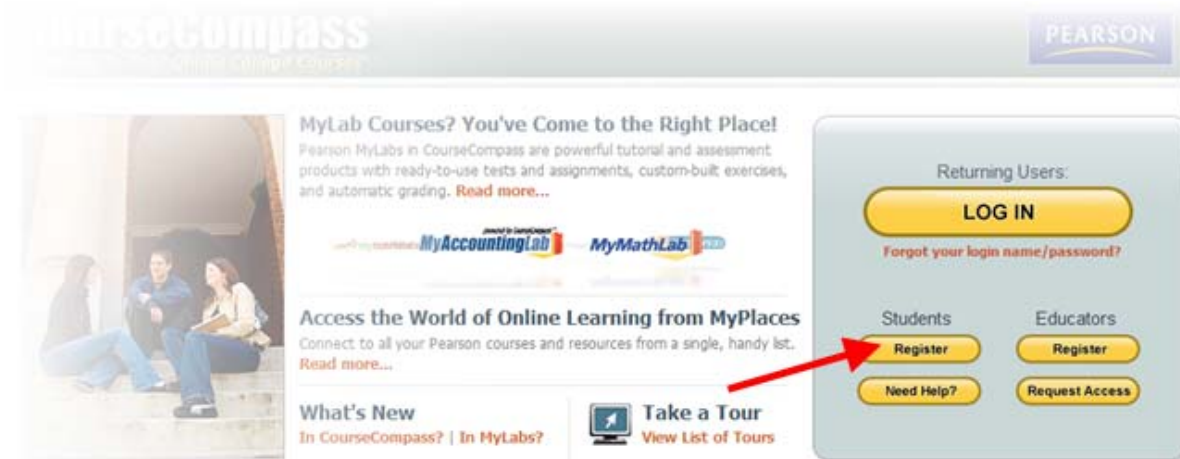 CourseCompass
PEARSON
MyLab Courses? You've Come to the Right Place!
Pearson MyLabs in CourseCompass are powerful tutorial and assessment
products with ready-to-use tests and assignments, custom-built exercises,
and automatic grading. Read more...
MyAccountingLab
MyMathLab
Access the World of Online Learning from MyPlaces
Connect to all your Pearson courses and resources from a single, handy list.
Read more...
What's New
In CourseCompass? | In MyLabs?
Take a Tour
View List of Tours
Returning Users:
LOG IN
Forgot your login name/password?
Students
Register
Need Help?
Educators
Register
Request Access